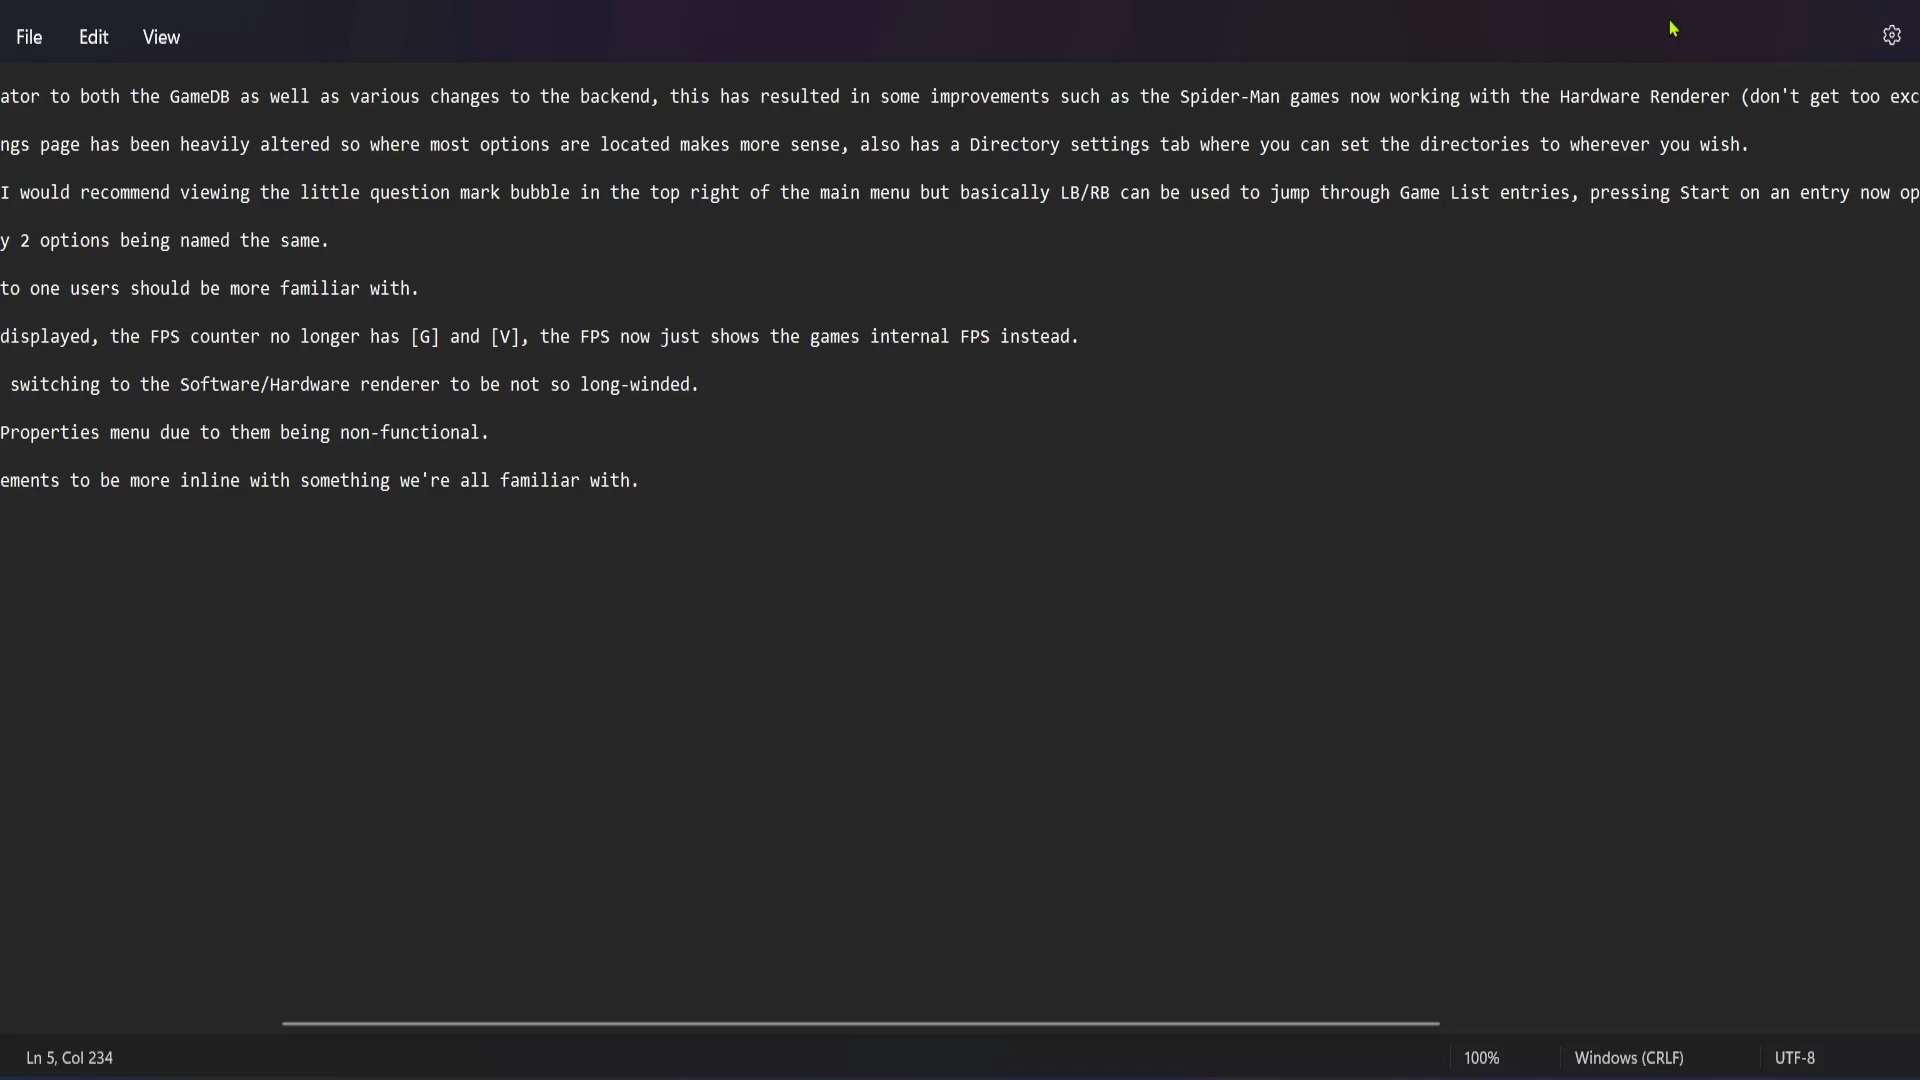 File Edit View
ator to both the GameDB as well as various changes to the backend, this has resulted in some improvements such as the Spider-Man games now working with the Hardware Renderer (don't get too exc
ngs page has been heavily altered so where most options are located makes more sense, also has a Directory settings tab where you can set the directories to wherever you wish.
I would recommend viewing the little question mark bubble in the top right of the main menu but basically LB/RB can be used to jump through Game List entries, pressing Start on an entry now op
y 2 options being named the same.
to one users should be more familiar with.
displayed, the FPS counter no longer has [G] and [V], the FPS now just shows the games internal FPS instead.
switching to the Software/Hardware renderer to be not so long-winded.
Properties menu due to them being non-functional.
ements to be more inline with something we're all familiar with.
Ln 5, Col 234 100% Windows (CRLF) UTF-8